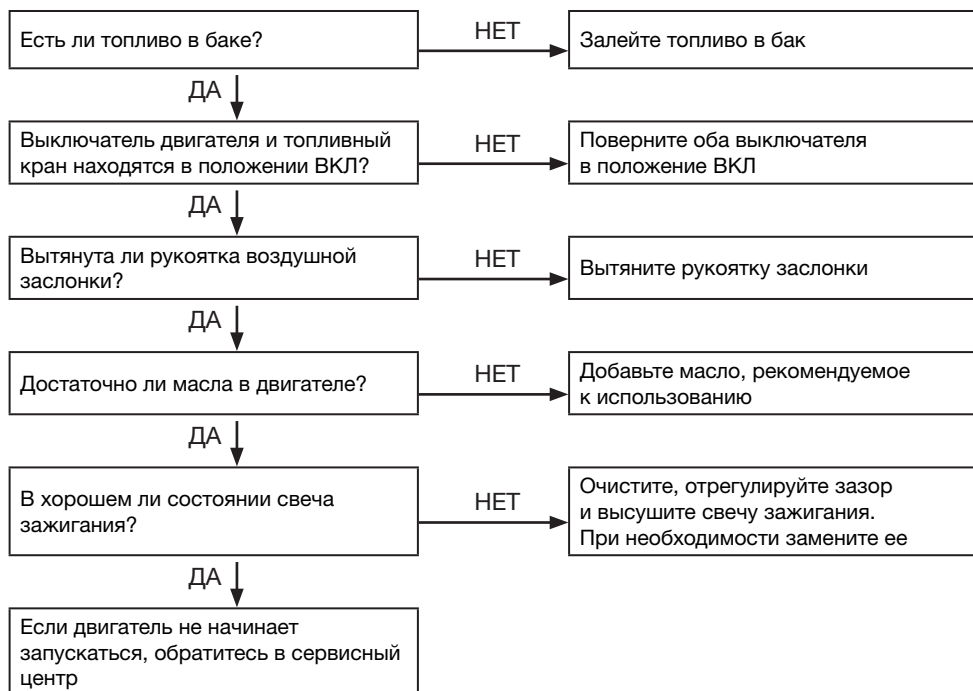 Есть ли топливо в баке?
НЕТ
Залейте топливо в бак
ДА
Выключатель двигателя и топливный
кран находятся в положении ВКЛ?
НЕТ
Поверните оба выключателя
в положение ВКЛ
ДА
Вытянута ли рукоятка воздушной
заслонки?
НЕТ
Вытяните рукоятку заслонки
ДА
Достаточно ли масла в двигателе?
НЕТ
Добавьте масло, рекомендуемое
к использованию
ДА
В хорошем ли состоянии свеча
зажигания?
НЕТ
Очистите, отрегулируйте зазор
и высушите свечу зажигания.
При необходимости замените ее
ДА
Если двигатель не начинает
запускаться, обратитесь в сервисный
центр